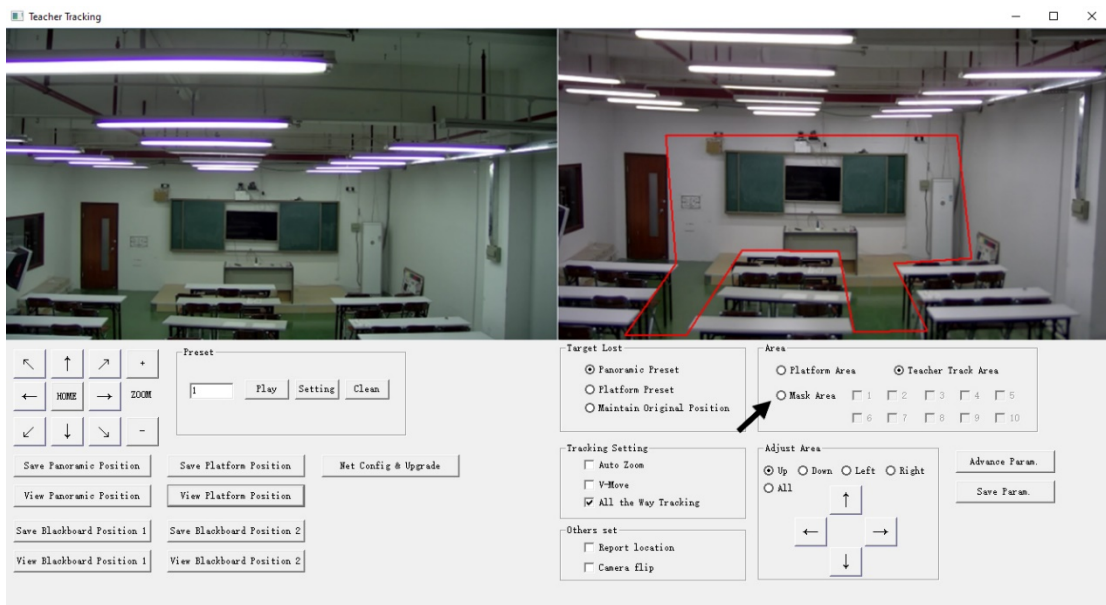 Teacher Tracking
Preset
1 Play Setting Clean
+
HOME ZOOM
-
Save Panoramic Position Save Platform Position Net Config & Upgrade
View Panoramic Position View Platform Position
Save Blackboard Position 1 Save Blackboard Position 2
View Blackboard Position 1 View Blackboard Position 2
Target Lost
Panoramic Preset
Platform Preset
Maintain Original Position
Area
Platform Area Teacher Track Area
Mask Area 1 2 3 4 5
6 7 8 9 10
Tracking Setting
Auto Zoom
V-Move
All the Way Tracking
Others set
Report location
Camera flip
Adjust Area
Up Down Left Right
All
Advance Param.
Save Param.